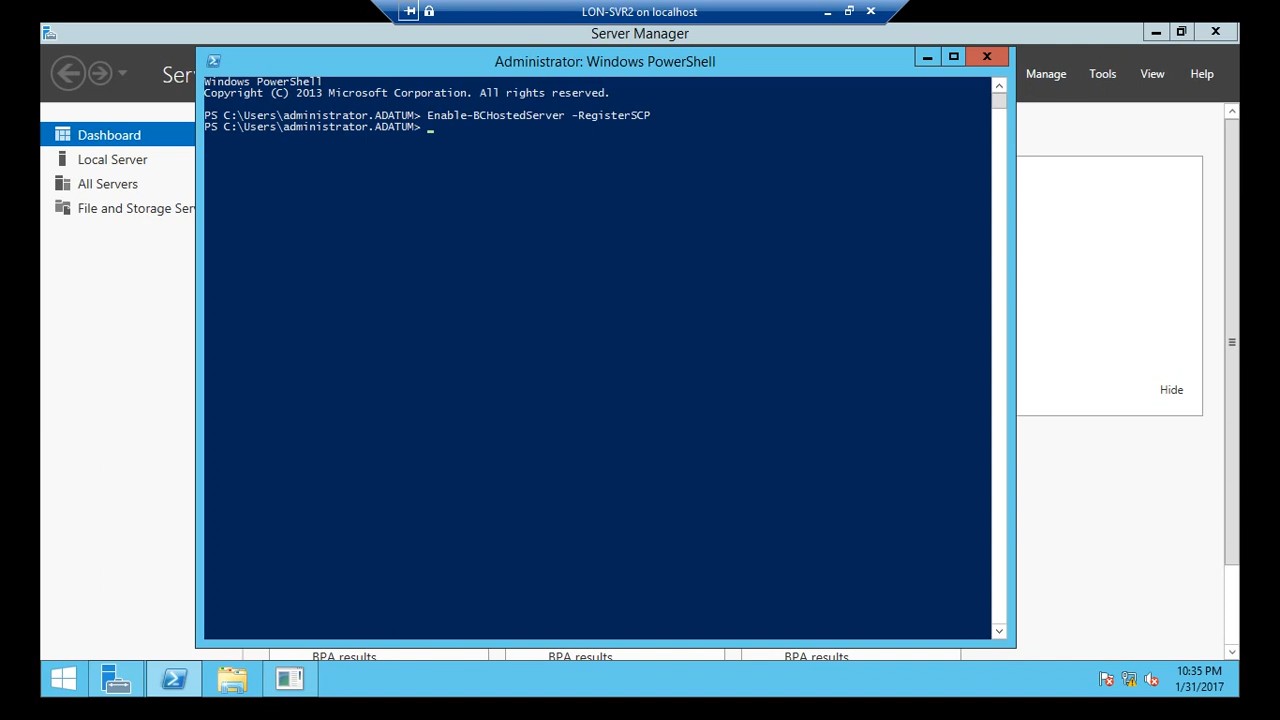 LON-SVR2 on localhost
Server Manager
Ser
Administrator: Windows PowerShell
Manage Tools View Help
Windows PowerShell
Copyright (C) 2013 Microsoft Corporation. All rights reserved.
PS C:\Users\administrator.ADATUM> Enable-BCHostedServer -RegisterSCP
PS C:\Users\administrator.ADATUM>
Dashboard
Local Server
All Servers
File and Storage Ser
Hide
BPA results BPA results BPA results
10:35 PM
1/31/2017